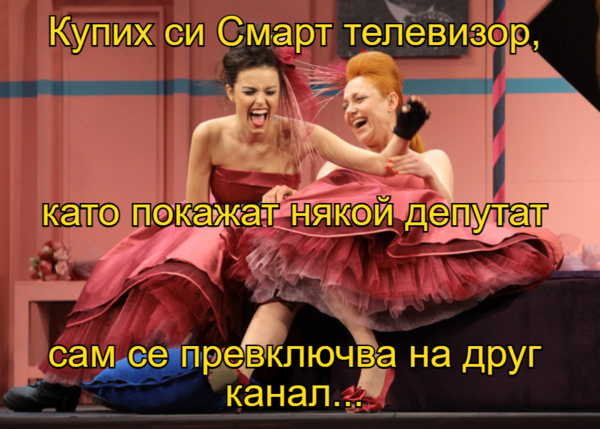 Купих си Смарт телевизор,
като покажат някой депутат
сам се превключва на друг
канал...